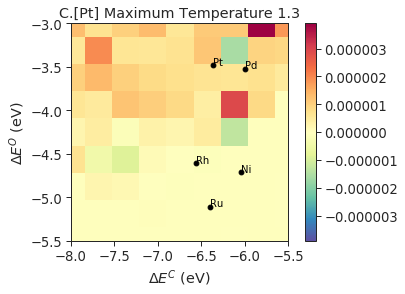 C.[Pt] Maximum Temperature 1.3
−3.0
−3.5
−4.0
−4.5
−5.0
−5.5
ΔE^O (eV)
Pt
Pd
Rh
Ni
Ru
−8.0 −7.5 −7.0 −6.5 −6.0 −5.5
ΔE^C (eV)
0.000003
0.000002
0.000001
0.000000
−0.000001
−0.000002
−0.000003